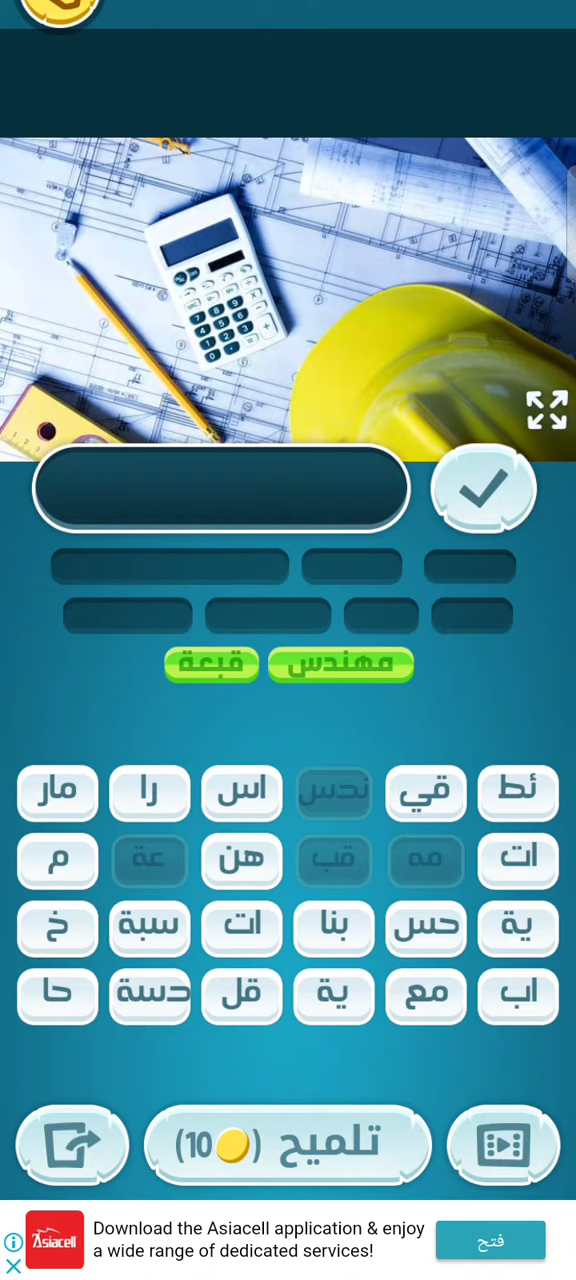 مهندس قبعة
ئط قي ندس اس را مار
ات مه قب هن عة م
ية حس بنا ات سبة خ
اب مع ية قل دسة حا
تلميح (10)
Download the Asiacell application & enjoy
a wide range of dedicated services!
Asiacell
فتح